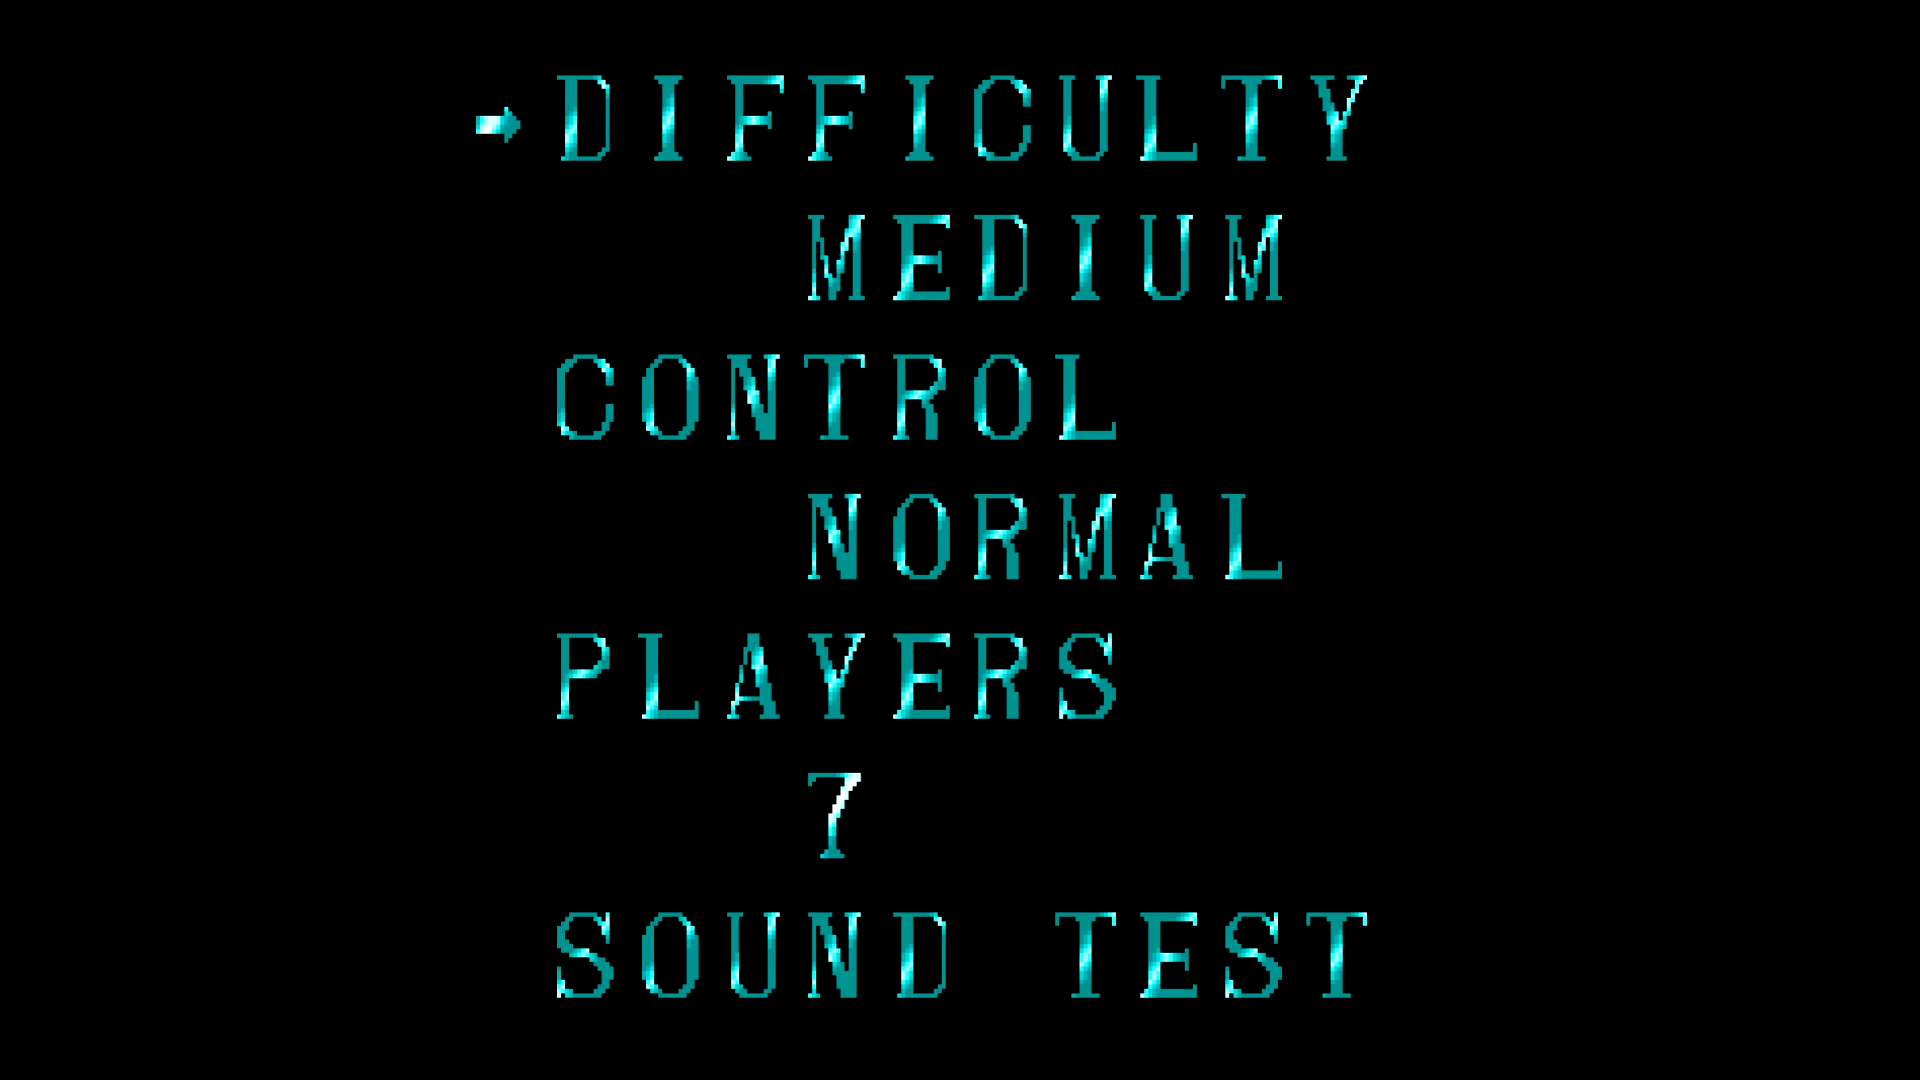 DIFFICULTY
MEDIUM
CONTROL
NORMAL
PLAYERS
7
SOUND TEST